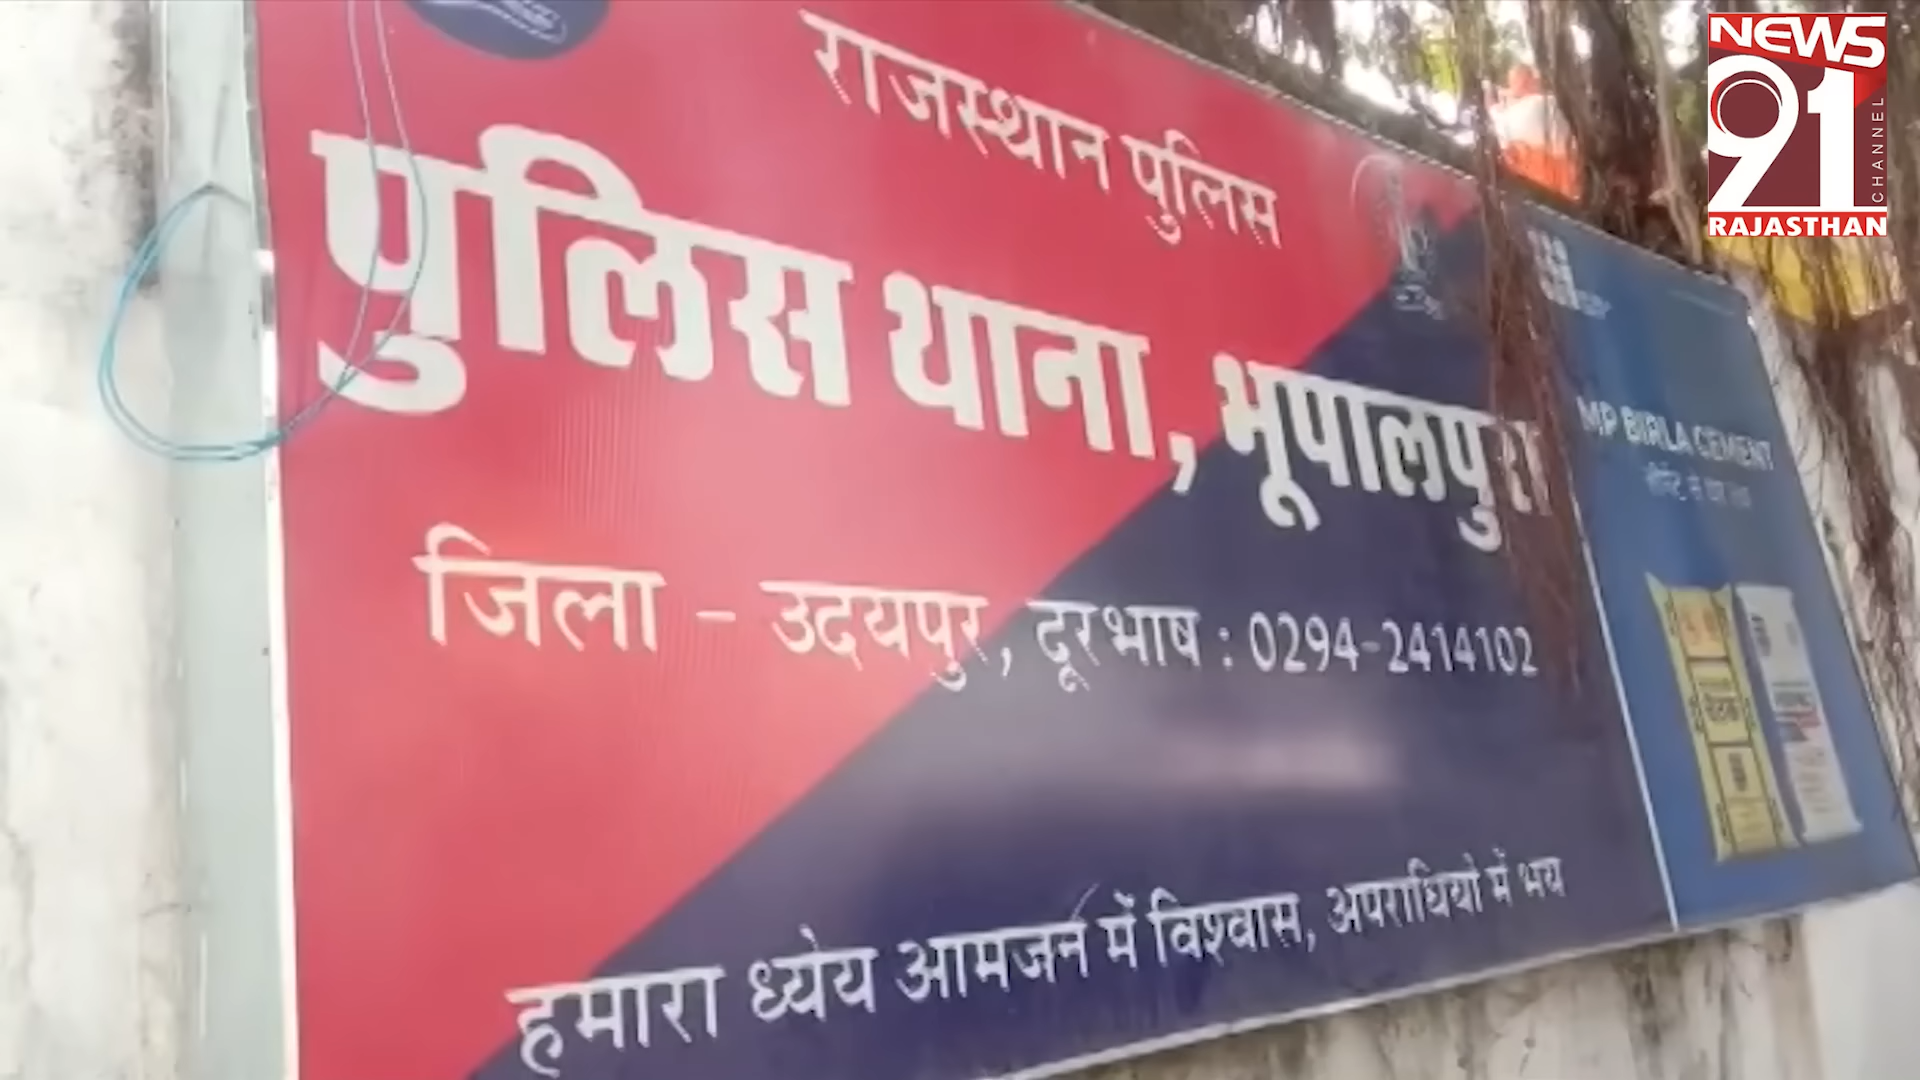 राजस्थान पुलिस
पुलिस थाना, भूपालपुरा
जिला - उदयपुर, दूरभाष : 0294-2414102
हमारा ध्येय आमजन में विश्वास, अपराधियो में भय
MP BIRLA CEMENT
NEWS
91
CHANNEL
RAJASTHAN